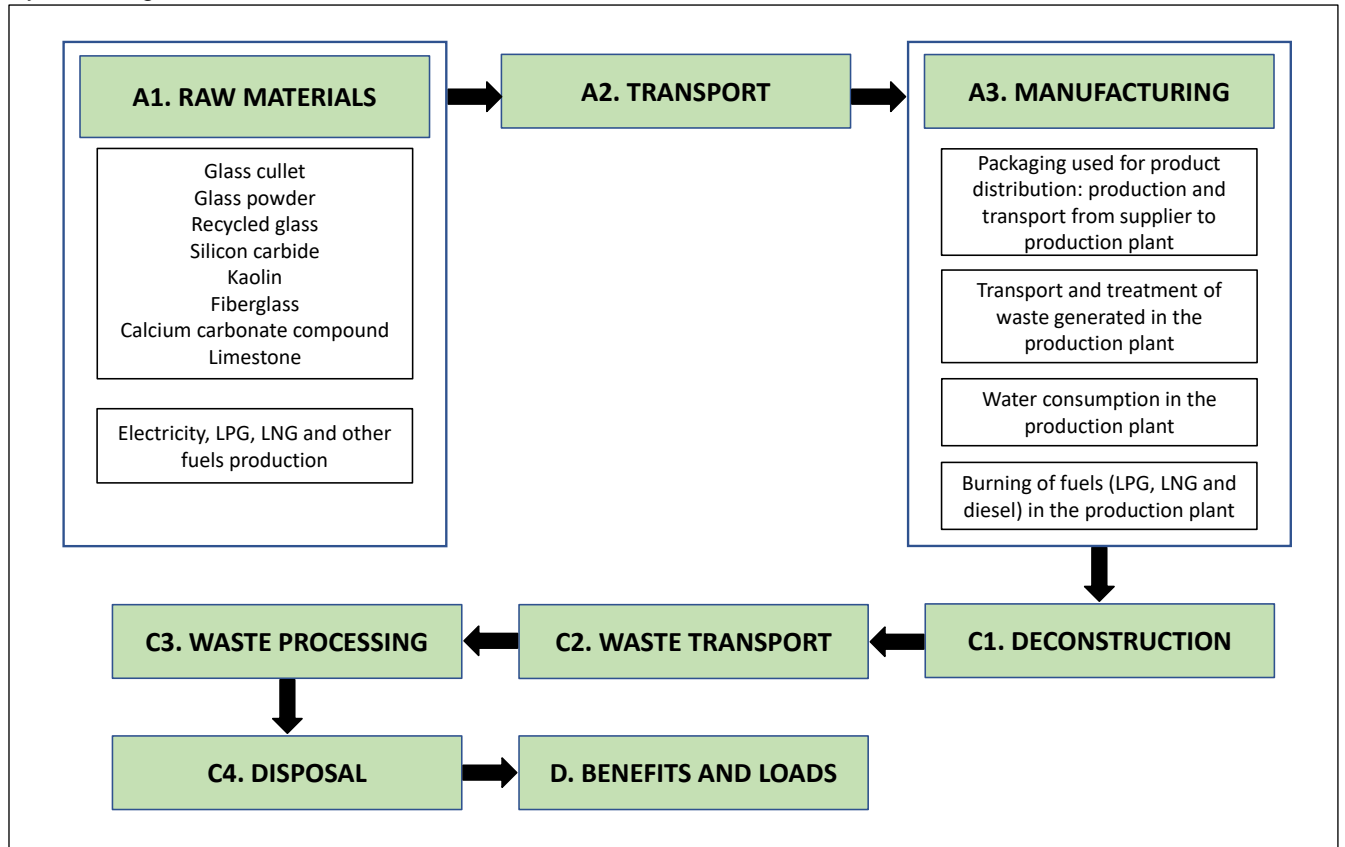 A1. RAW MATERIALS
Glass cullet
Glass powder
Recycled glass
Silicon carbide
Kaolin
Fiberglass
Calcium carbonate compound
Limestone
Electricity, LPG, LNG and other
fuels production
A2. TRANSPORT
A3. MANUFACTURING
Packaging used for product
distribution: production and
transport from supplier to
production plant
Transport and treatment of
waste generated in the
production plant
Water consumption in the
production plant
Burning of fuels (LPG, LNG and
diesel) in the production plant
C1. DECONSTRUCTION
C2. WASTE TRANSPORT
C3. WASTE PROCESSING
C4. DISPOSAL
D. BENEFITS AND LOADS